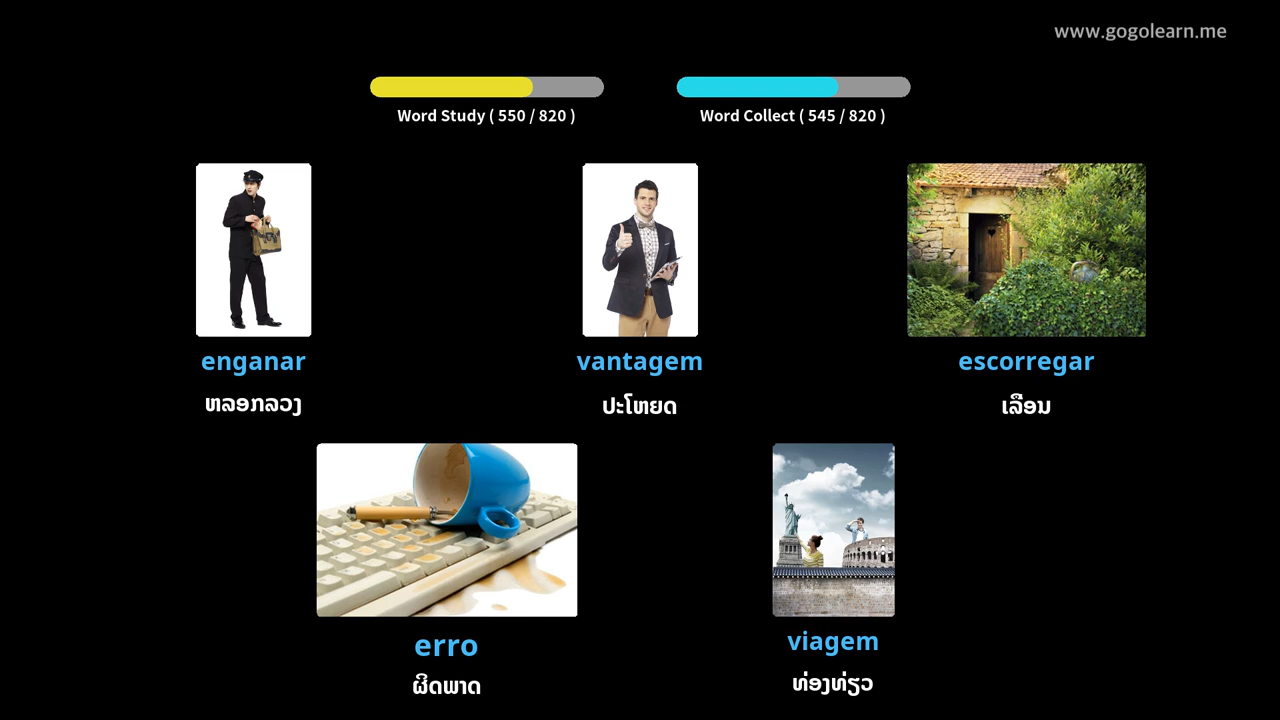 www.gogolearn.me
Word Study ( 550 / 820 )
Word Collect ( 545 / 820 )
enganar
ຫລອກລວງ
vantagem
ປະໂຫຍດ
escorregar
ເລືອນ
erro
ຜິດພາດ
viagem
ທ່ອງທ່ຽວ